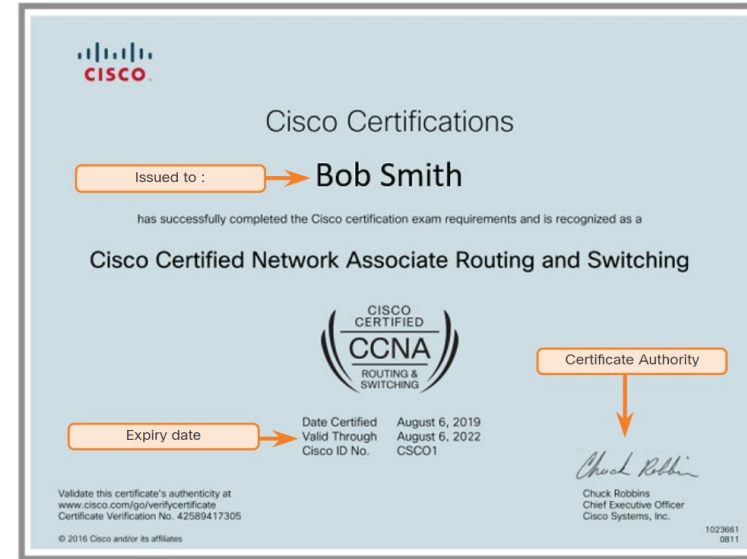 CISCO
Cisco Certifications
Issued to :
Bob Smith
has successfully completed the Cisco certification exam requirements and is recognized as a
Cisco Certified Network Associate Routing and Switching
CISCO
CERTIFIED
CCNA
ROUTING &
SWITCHING
Certificate Authority
Expiry date
Date Certified August 6, 2019
Valid Through August 6, 2022
Cisco ID No. CSCO1
Chuck Robbins
Validate this certificate's authenticity at
www.cisco.com/go/verifycertificate
Certificate Verification No. 42589417305
Chuck Robbins
Chief Executive Officer
Cisco Systems, Inc.
© 2016 Cisco and/or its affiliates
1023661
0811